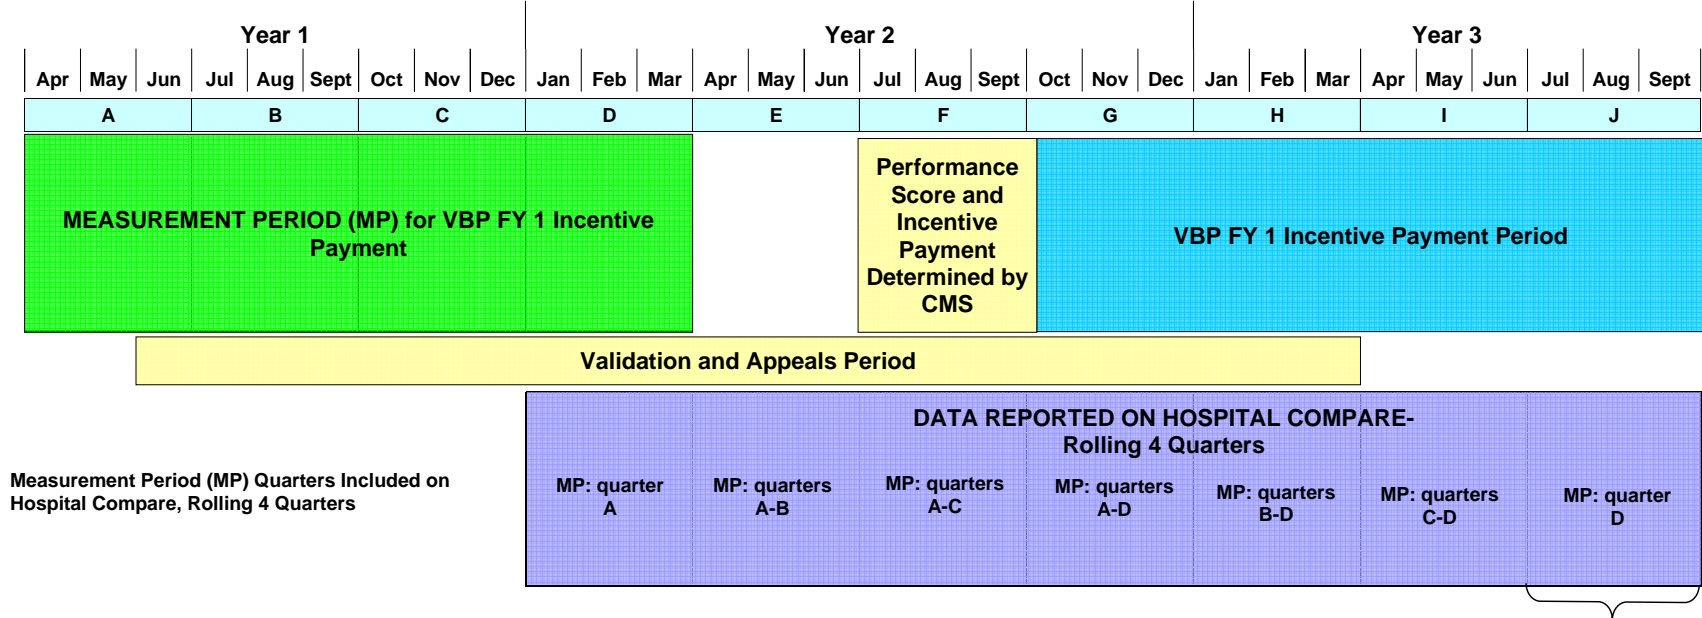 Year 1 Year 2 Year 3
Apr May Jun Jul Aug Sept Oct Nov Dec Jan Feb Mar Apr May Jun Jul Aug Sept Oct Nov Dec Jan Feb Mar Apr May Jun Jul Aug Sept
A B C D E F G H I J
MEASUREMENT PERIOD (MP) for VBP FY 1 Incentive
Payment
Performance
Score and
Incentive
Payment
Determined by
CMS
VBP FY 1 Incentive Payment Period
Validation and Appeals Period
DATA REPORTED ON HOSPITAL COMPARE-
Rolling 4 Quarters
Measurement Period (MP) Quarters Included on
Hospital Compare, Rolling 4 Quarters
MP: quarter
A
MP: quarters
A-B
MP: quarters
A-C
MP: quarters
A-D
MP: quarters
B-D
MP: quarters
C-D
MP: quarter
D